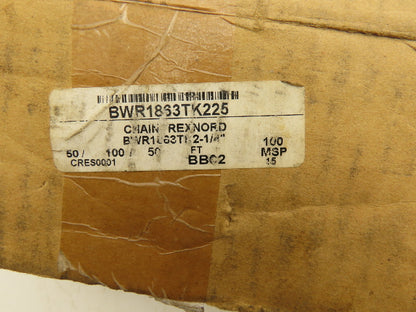 BWR1863TK225
CHAIN REXNORD
BWR1863TK 2-1/4" 100
50 / 100 / 50 FT MSP
CRES0001 BBC2 15